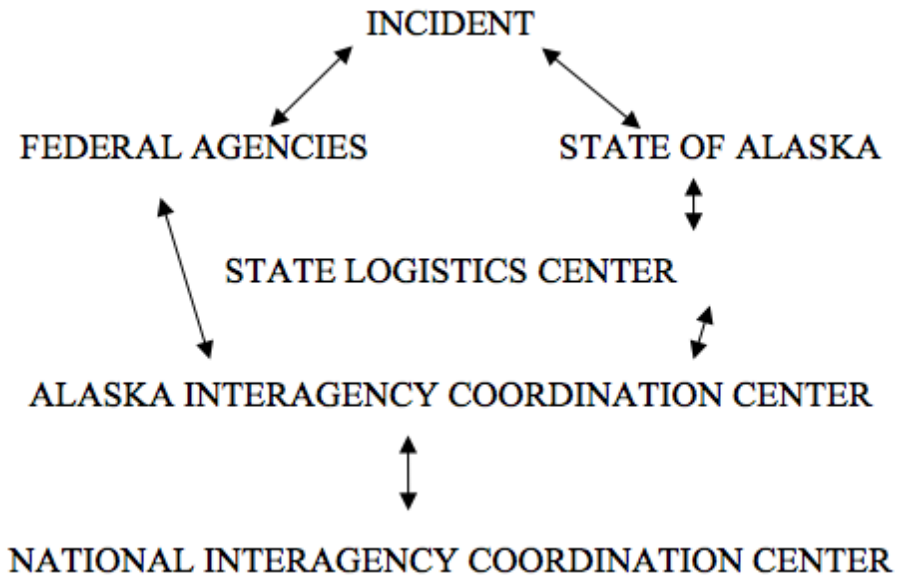 INCIDENT
FEDERAL AGENCIES
STATE OF ALASKA
STATE LOGISTICS CENTER
ALASKA INTERAGENCY COORDINATION CENTER
NATIONAL INTERAGENCY COORDINATION CENTER